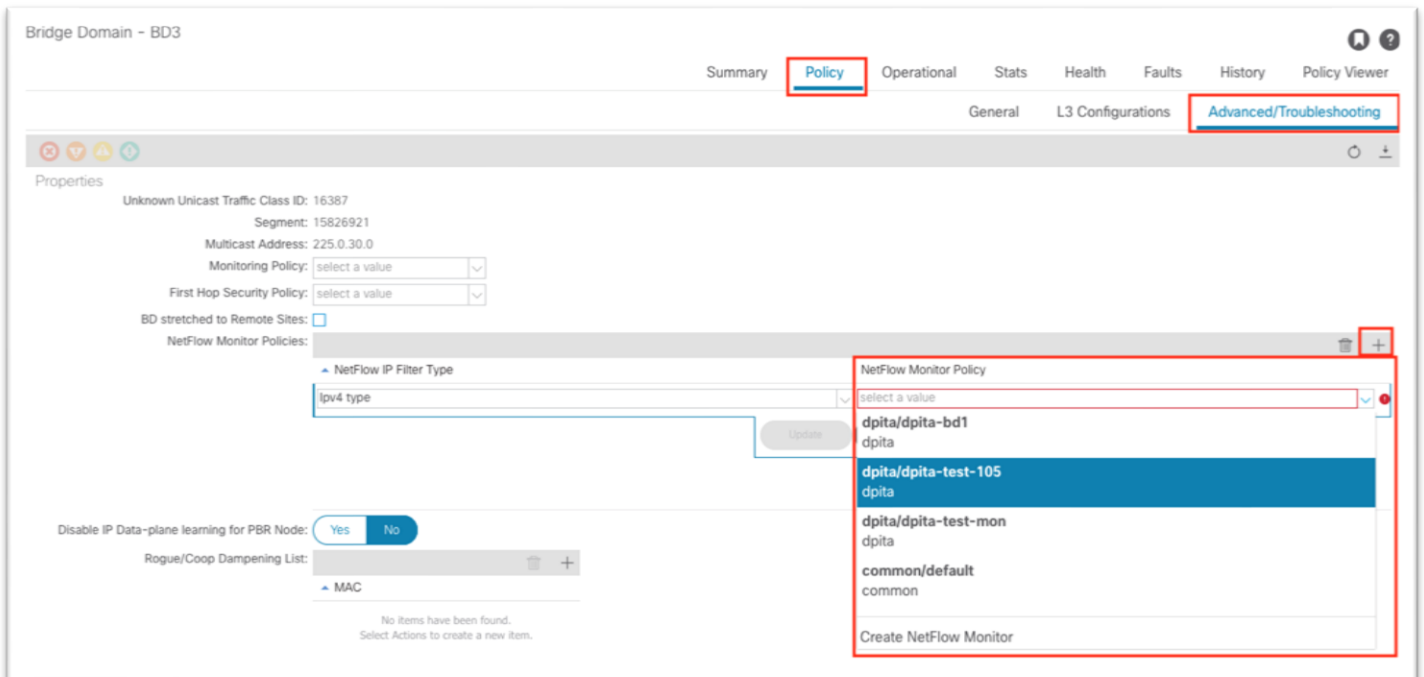 Bridge Domain - BD3
Summary Policy Operational Stats Health Faults History Policy Viewer
General L3 Configurations Advanced/Troubleshooting
Properties
Unknown Unicast Traffic Class ID: 16387
Segment: 15826921
Multicast Address: 225.0.30.0
Monitoring Policy: select a value
First Hop Security Policy: select a value
BD stretched to Remote Sites:
NetFlow Monitor Policies:
NetFlow IP Filter Type NetFlow Monitor Policy
Ipv4 type select a value
Update
dpita/dpita-bd1
dpita
dpita/dpita-test-105
dpita
dpita/dpita-test-mon
dpita
common/default
common
Create NetFlow Monitor
Disable IP Data-plane learning for PBR Node: Yes No
Rogue/Coop Dampening List:
MAC
No items have been found.
Select Actions to create a new item.